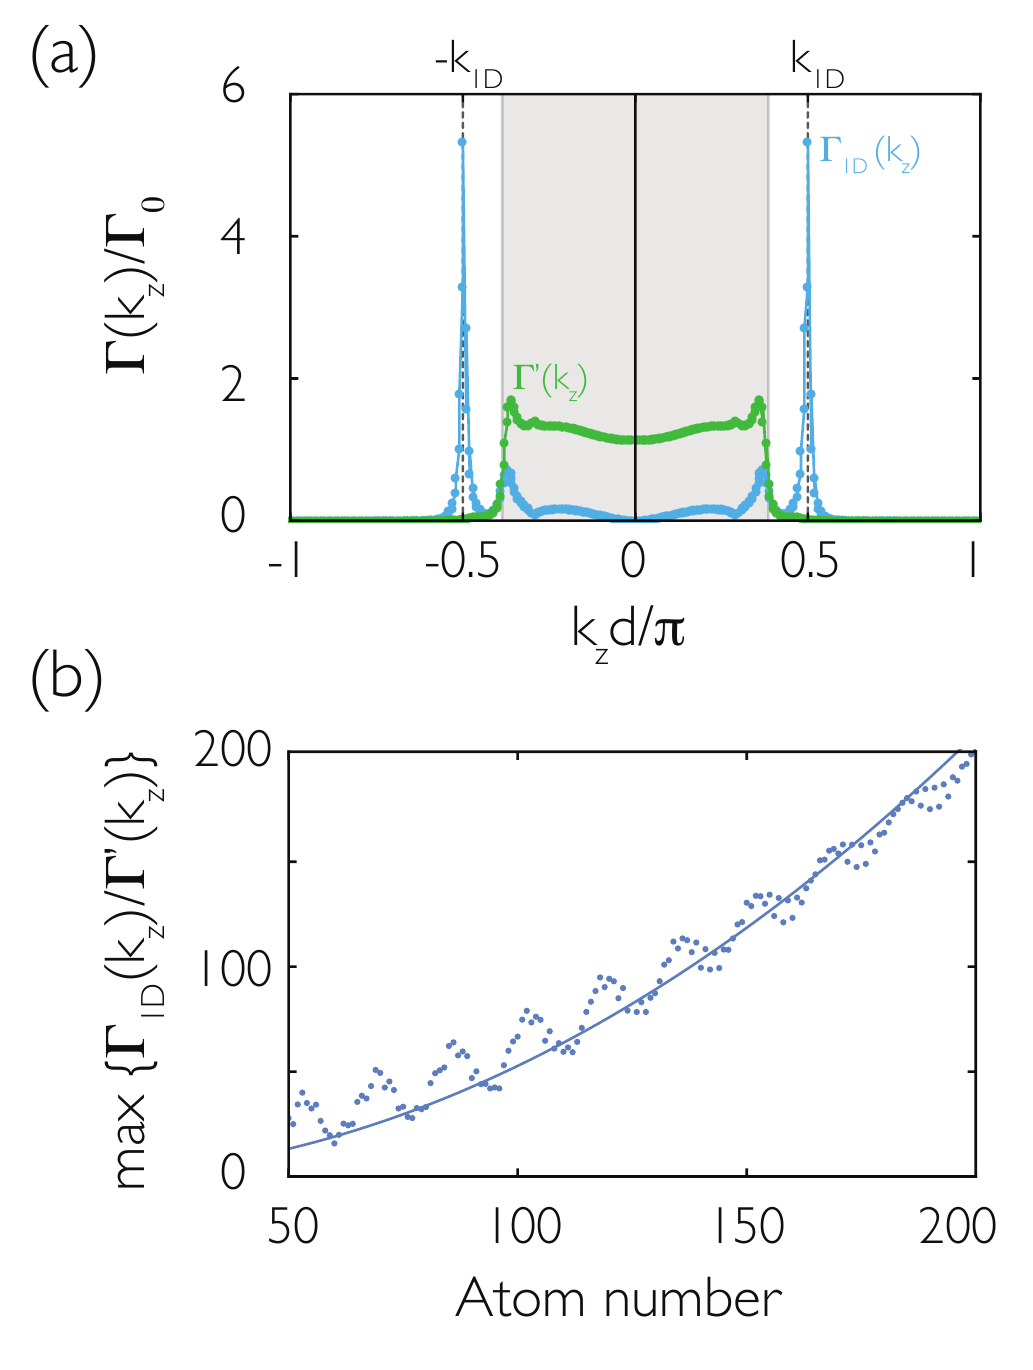 (a)
-k1D k1D
6
4
2
0
Γ(kz)/Γ0
Γ1D(kz)
Γ'(kz)
-1 -0.5 0 0.5 1
kzd/π
(b)
200
100
0
max {Γ1D(kz)/Γ'(kz)}
50 100 150 200
Atom number